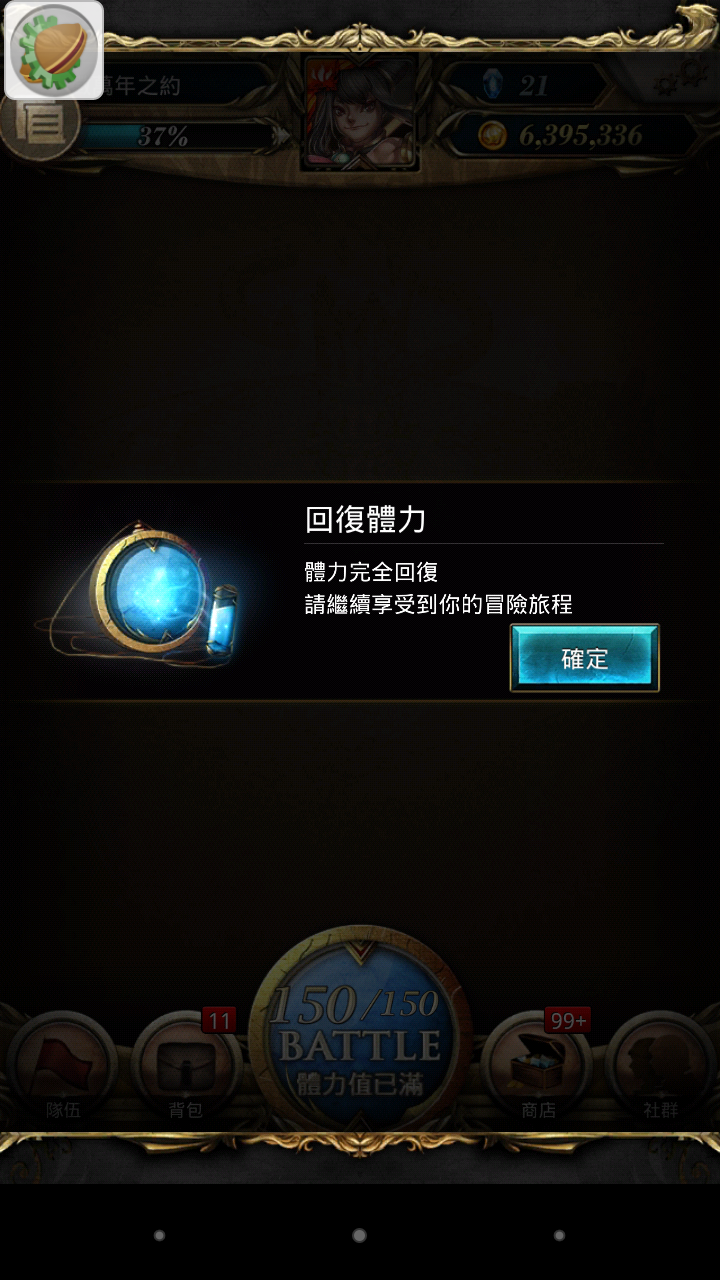 萬年之約
21
37%
6,395,336
回復體力
體力完全回復
請繼續享受到你的冒險旅程
確定
150/150
BATTLE
體力值已滿
11
99+
隊伍
背包
商店
社群